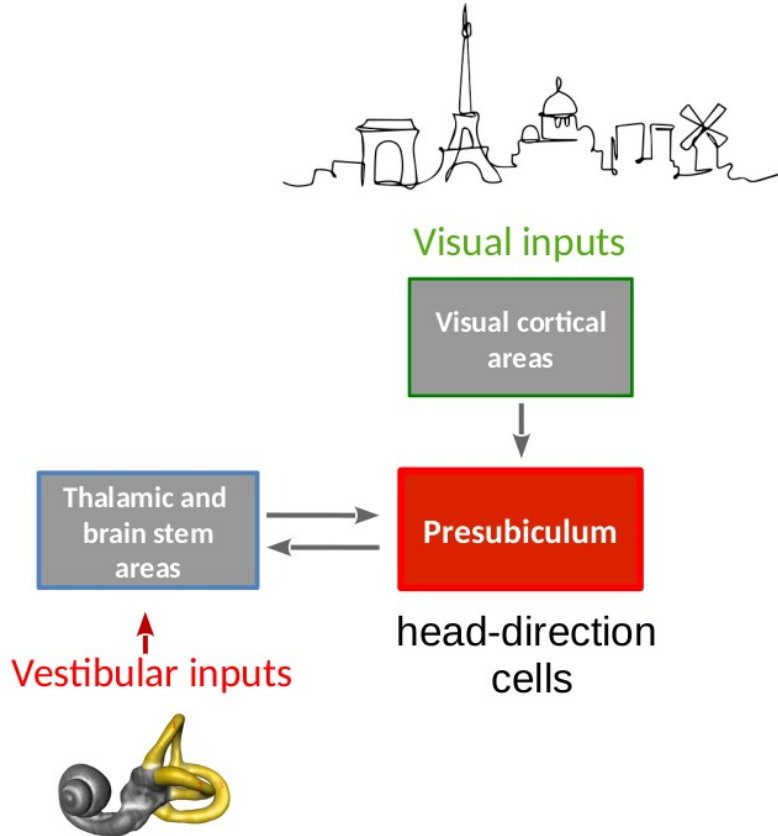 Visual inputs
Visual cortical
areas
Thalamic and
brain stem
areas
Presubiculum
head-direction
cells
Vestibular inputs